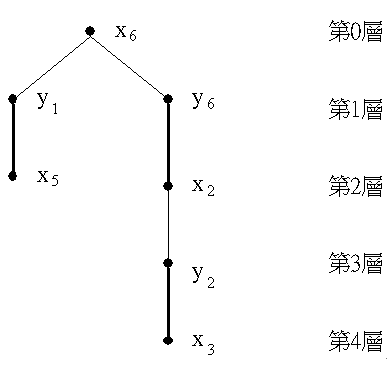 x6 第0層
y1 y6 第1層
x5 x2 第2層
y2 第3層
x3 第4層